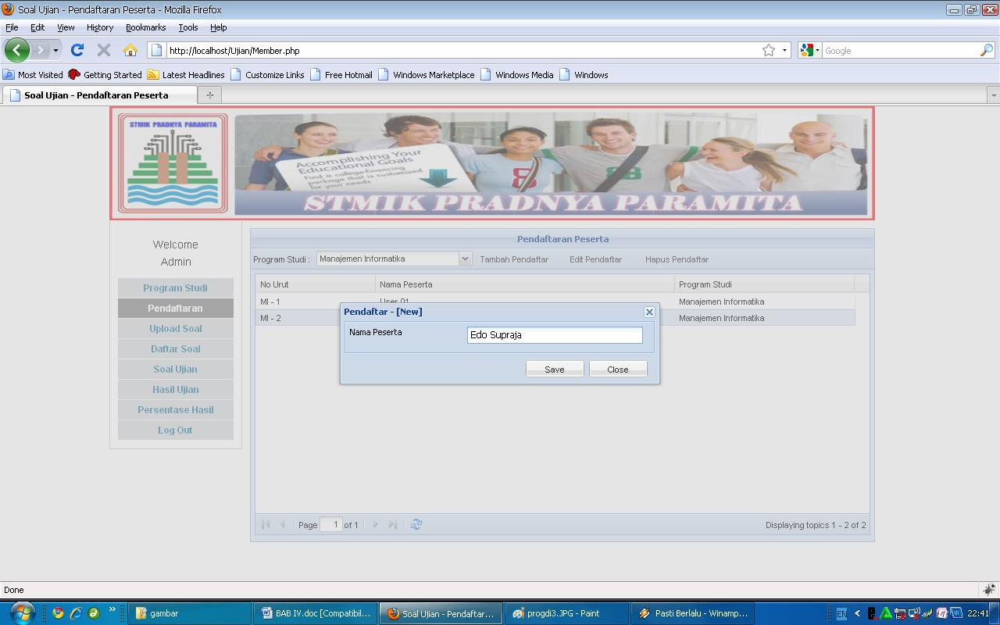 Soal Ujian - Pendaftaran Peserta - Mozilla Firefox
File Edit View History Bookmarks Tools Help
http://localhost/Ujian/Member.php
Google
Most Visited Getting Started Latest Headlines Customize Links Free Hotmail Windows Marketplace Windows Media Windows
Soal Ujian - Pendaftaran Peserta
STMIK PRADNYA PARAMITA
Accomplishing Your
Educational Goals
Find a college-financing
package that is customized
for your needs
8 8
STMIK PRADNYA PARAMITA
Welcome
Admin
Program Studi
Pendaftaran
Upload Soal
Daftar Soal
Soal Ujian
Hasil Ujian
Persentase Hasil
Log Out
Pendaftaran Peserta
Program Studi : Manajemen Informatika Tambah Pendaftar Edit Pendaftar Hapus Pendaftar
No Urut Nama Peserta Program Studi
MI - 1 User 01 Manajemen Informatika
MI - 2 Manajemen Informatika
Pendaftar - [New]
Nama Peserta Edo Supraja
Save Close
Page 1 of 1 Displaying topics 1 - 2 of 2
Done
gambar BAB IV.doc [Compatibil... Soal Ujian - Pendaftar... progdi3.JPG - Paint Pasti Berlalu - Winamp... EN 22:41